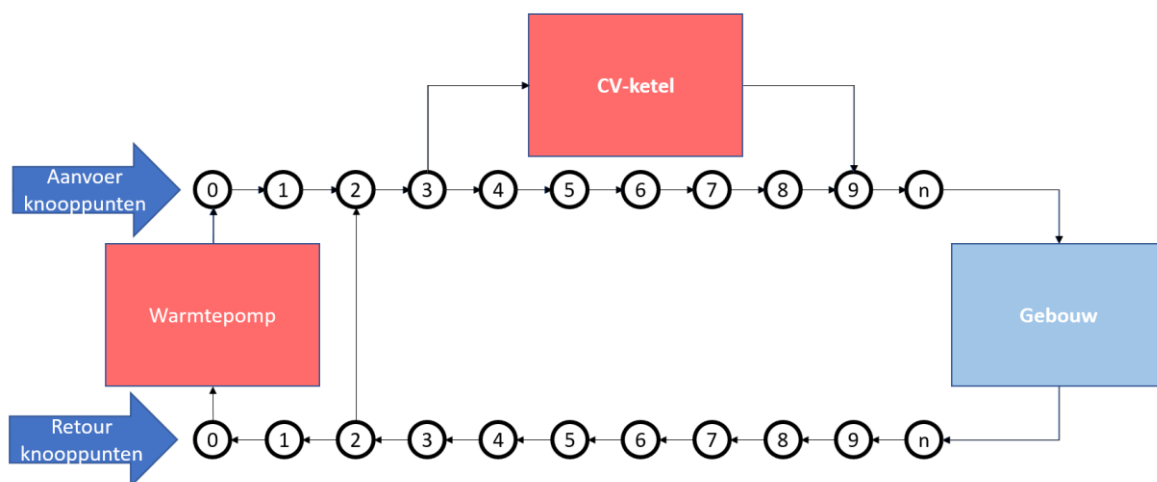 CV-ketel
Aanvoer
knooppunten
0 1 2 3 4 5 6 7 8 9 n
Warmtepomp
Gebouw
Retour
knooppunten
0 1 2 3 4 5 6 7 8 9 n